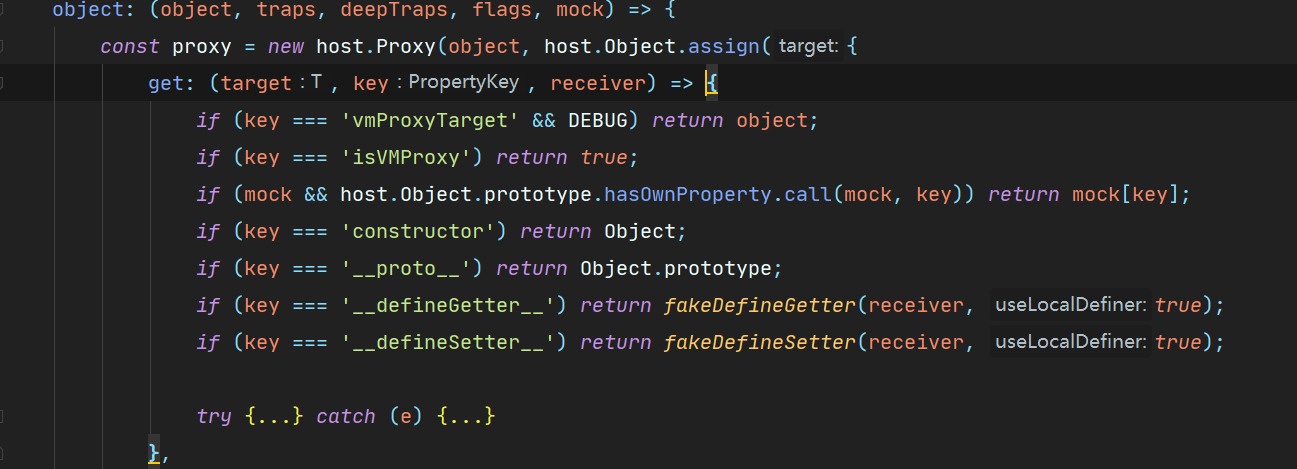 object: (object, traps, deepTraps, flags, mock) => {
const proxy = new host.Proxy(object, host.Object.assign( target: {
get: (target : T , key : PropertyKey , receiver) => {
if (key === 'vmProxyTarget' && DEBUG) return object;
if (key === 'isVMProxy') return true;
if (mock && host.Object.prototype.hasOwnProperty.call(mock, key)) return mock[key];
if (key === 'constructor') return Object;
if (key === '__proto__') return Object.prototype;
if (key === '__defineGetter__') return fakeDefineGetter(receiver, useLocalDefiner: true);
if (key === '__defineSetter__') return fakeDefineSetter(receiver, useLocalDefiner: true);
try {...} catch (e) {...}
},